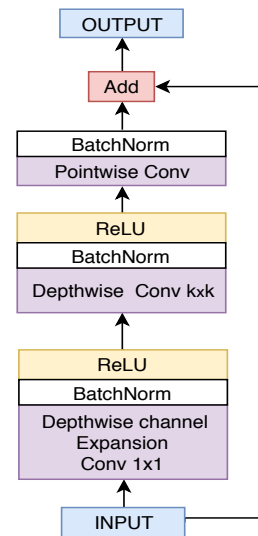 OUTPUT
Add
BatchNorm
Pointwise Conv
ReLU
BatchNorm
Depthwise Conv kxk
ReLU
BatchNorm
Depthwise channel
Expansion
Conv 1x1
INPUT